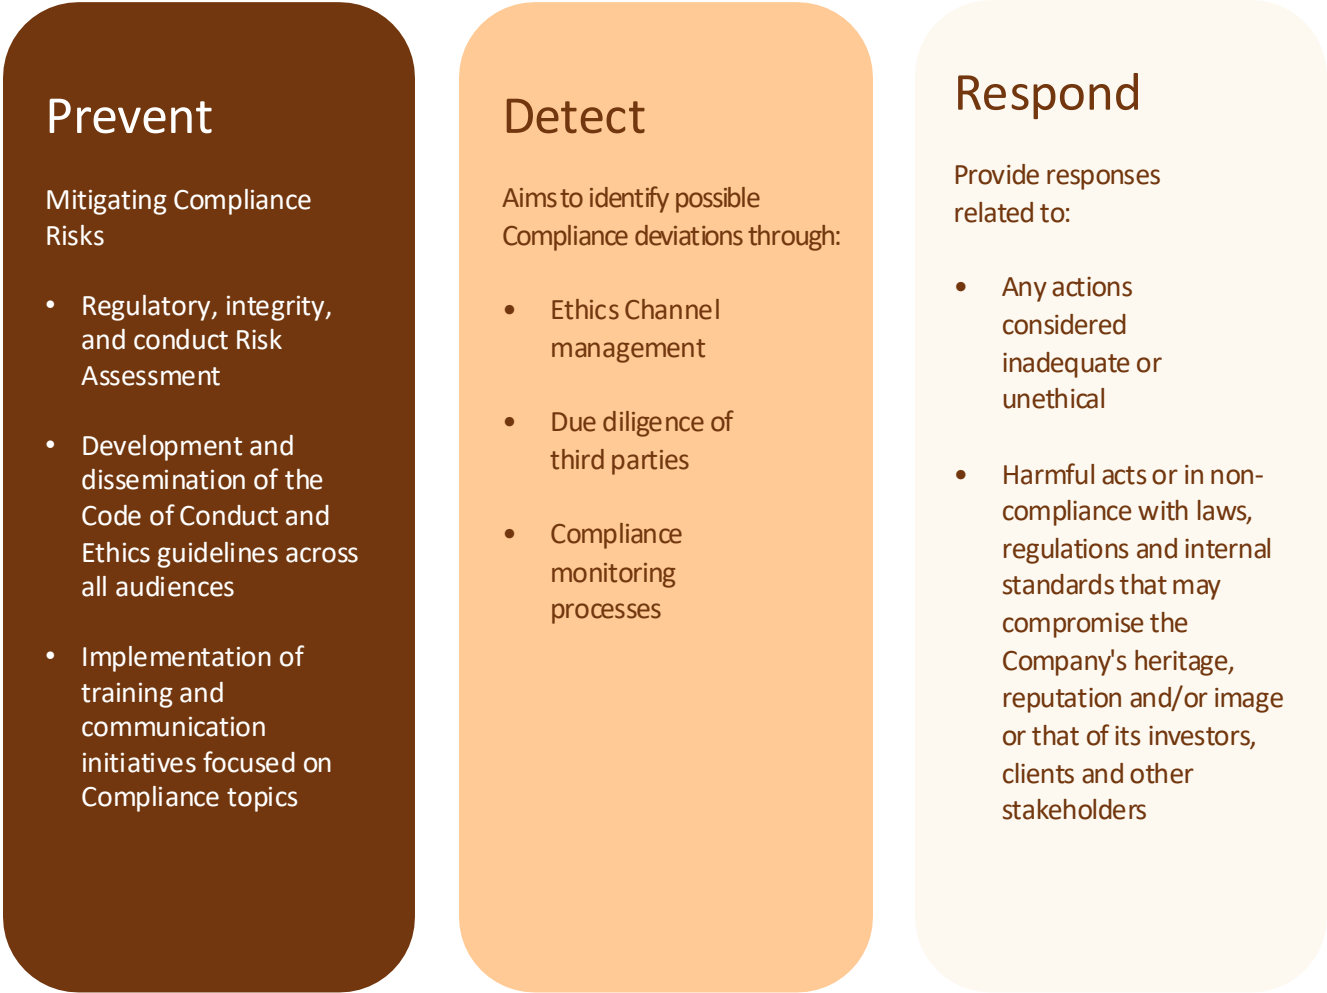 Prevent
Mitigating Compliance
Risks
• Regulatory, integrity,
and conduct Risk
Assessment
• Development and
dissemination of the
Code of Conduct and
Ethics guidelines across
all audiences
• Implementation of
training and
communication
initiatives focused on
Compliance topics
Detect
Aims to identify possible
Compliance deviations through:
• Ethics Channel
management
• Due diligence of
third parties
• Compliance
monitoring
processes
Respond
Provide responses
related to:
• Any actions
considered
inadequate or
unethical
• Harmful acts or in non-
compliance with laws,
regulations and internal
standards that may
compromise the
Company's heritage,
reputation and/or image
or that of its investors,
clients and other
stakeholders